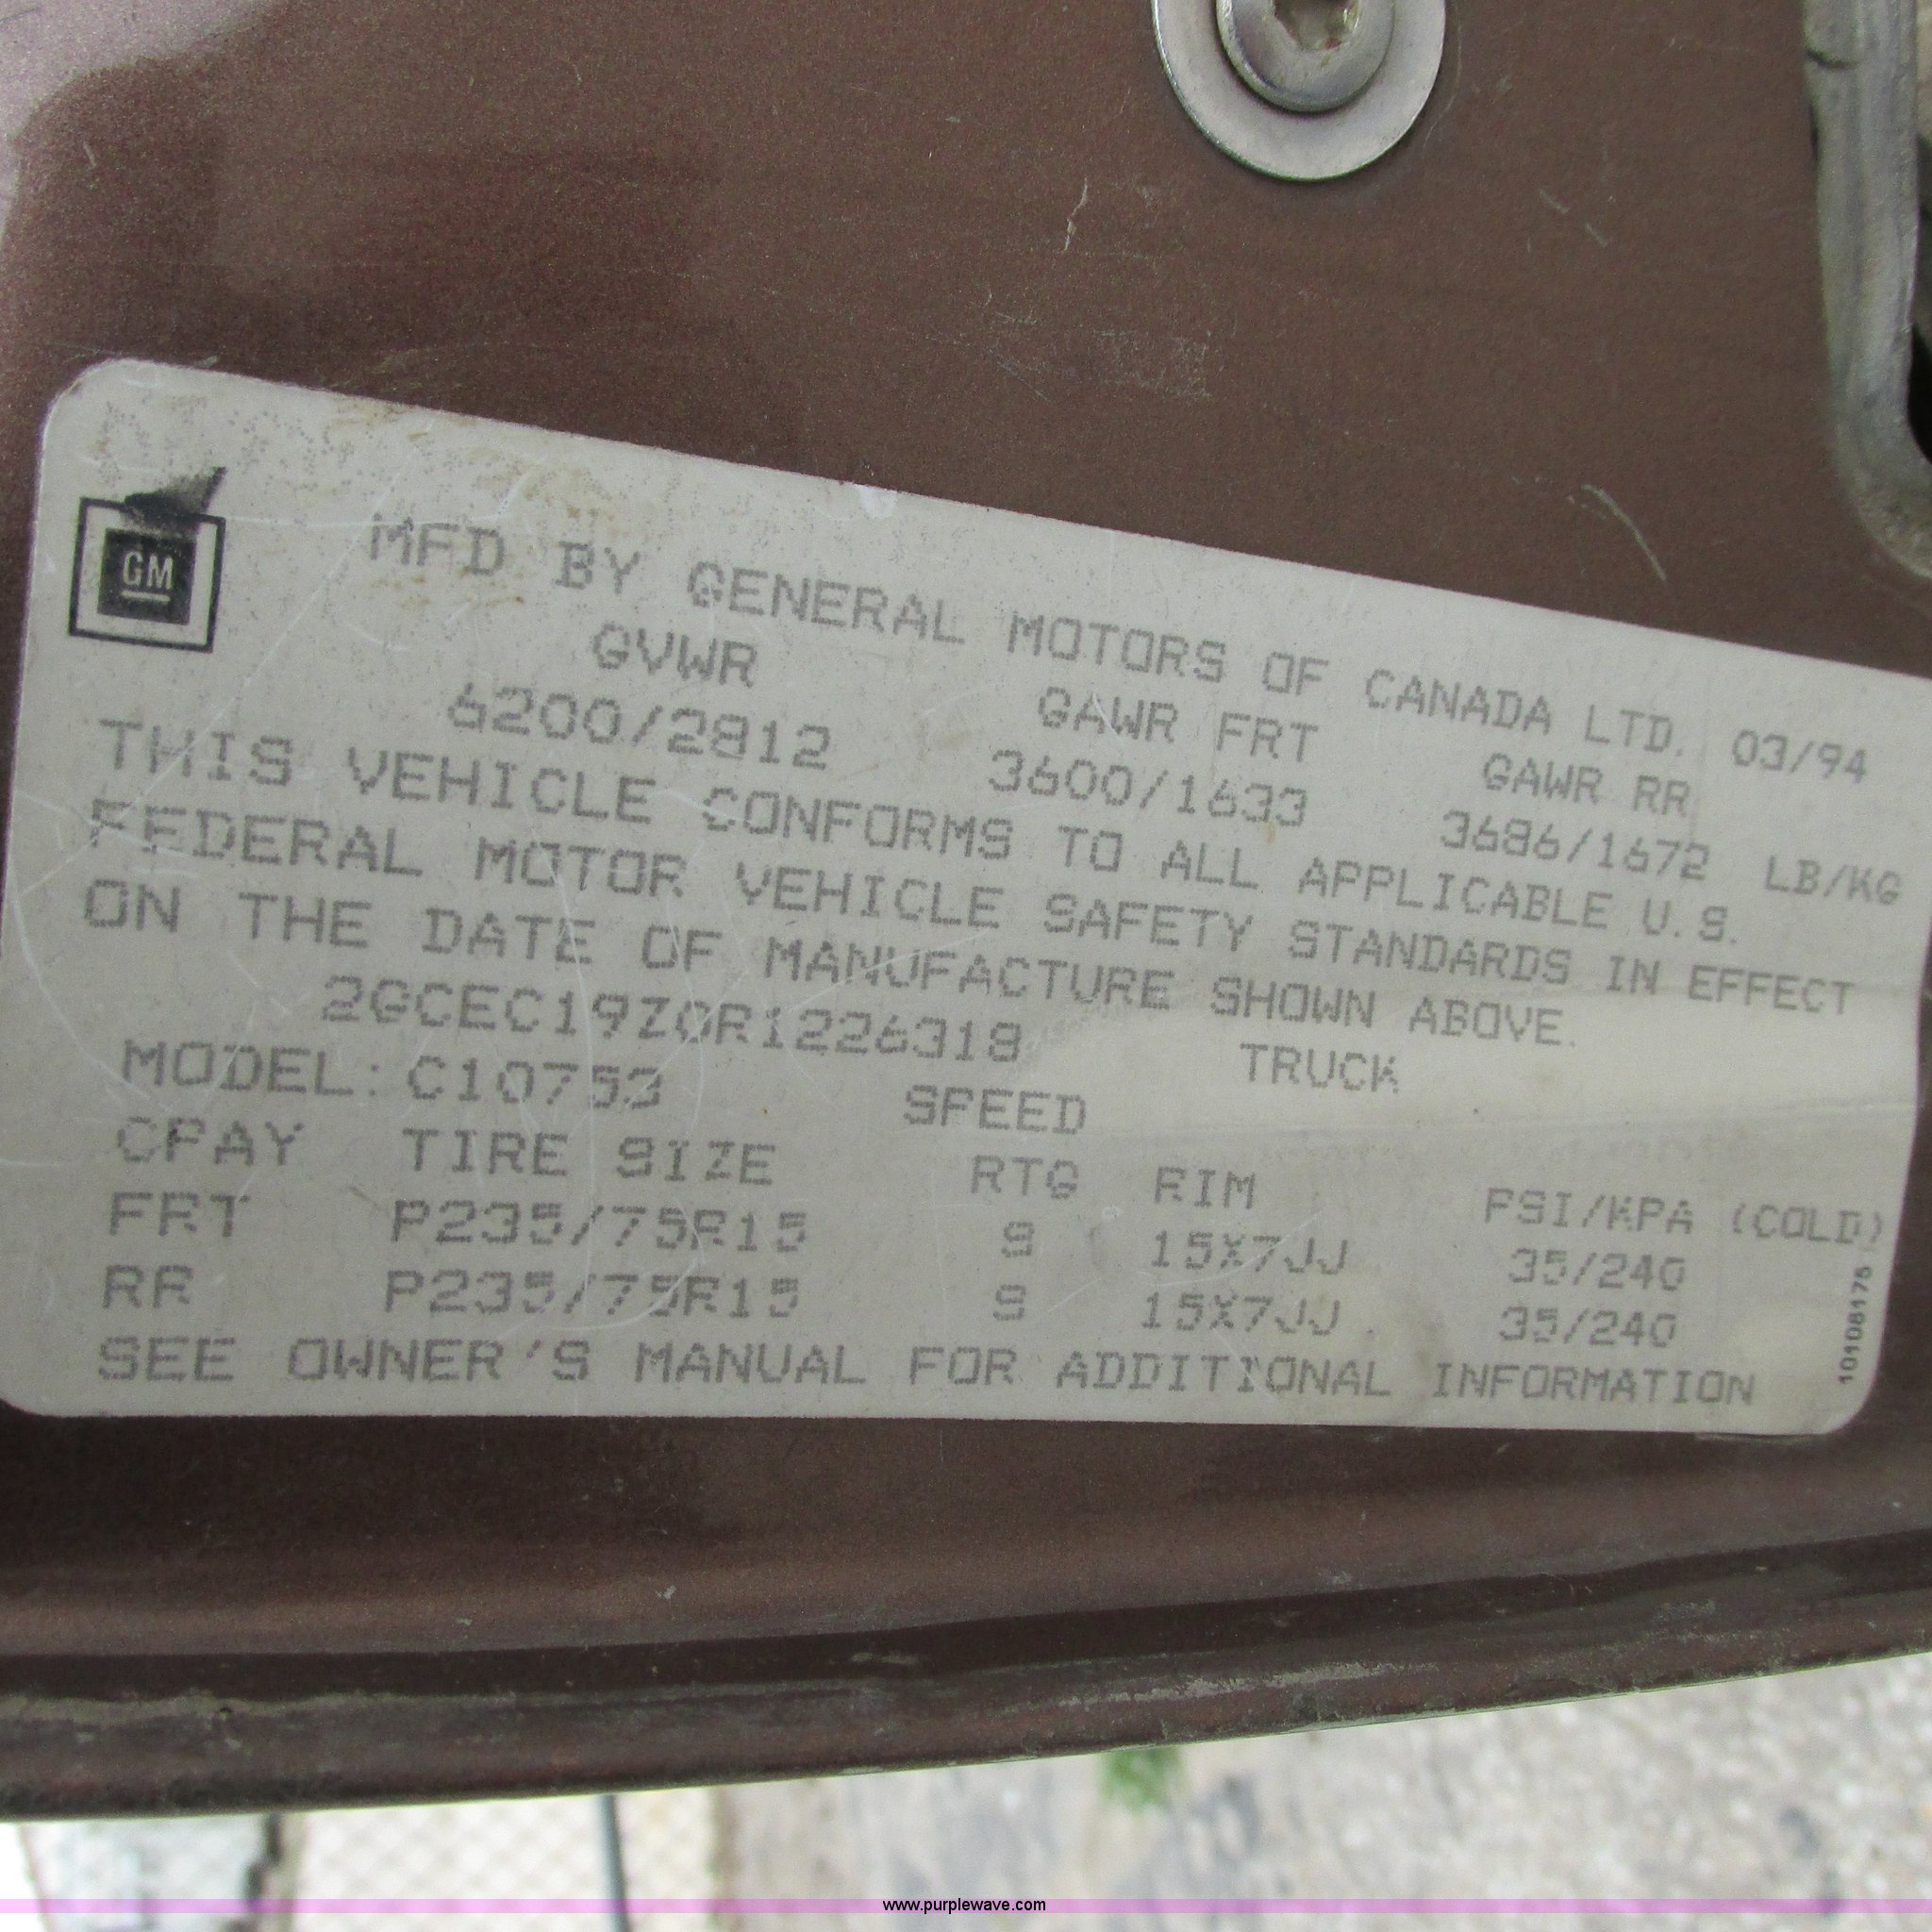 GM
MFD BY GENERAL MOTORS OF CANADA LTD. 03/94
GVWR GAWR FRT GAWR RR
6200/2812 3600/1633 3686/1672 LB/KG
THIS VEHICLE CONFORMS TO ALL APPLICABLE U.S.
FEDERAL MOTOR VEHICLE SAFETY STANDARDS IN EFFECT
ON THE DATE OF MANUFACTURE SHOWN ABOVE.
2GCEC19Z0R1226318 TRUCK
MODEL: C10753 SPEED
CPAY TIRE SIZE RTG RIM PSI/KPA (COLD)
FRT P235/75R15 S 15X7JJ 35/240
RR P235/75R15 S 15X7JJ 35/240
SEE OWNER'S MANUAL FOR ADDITIONAL INFORMATION
10108175
www.purplewave.com